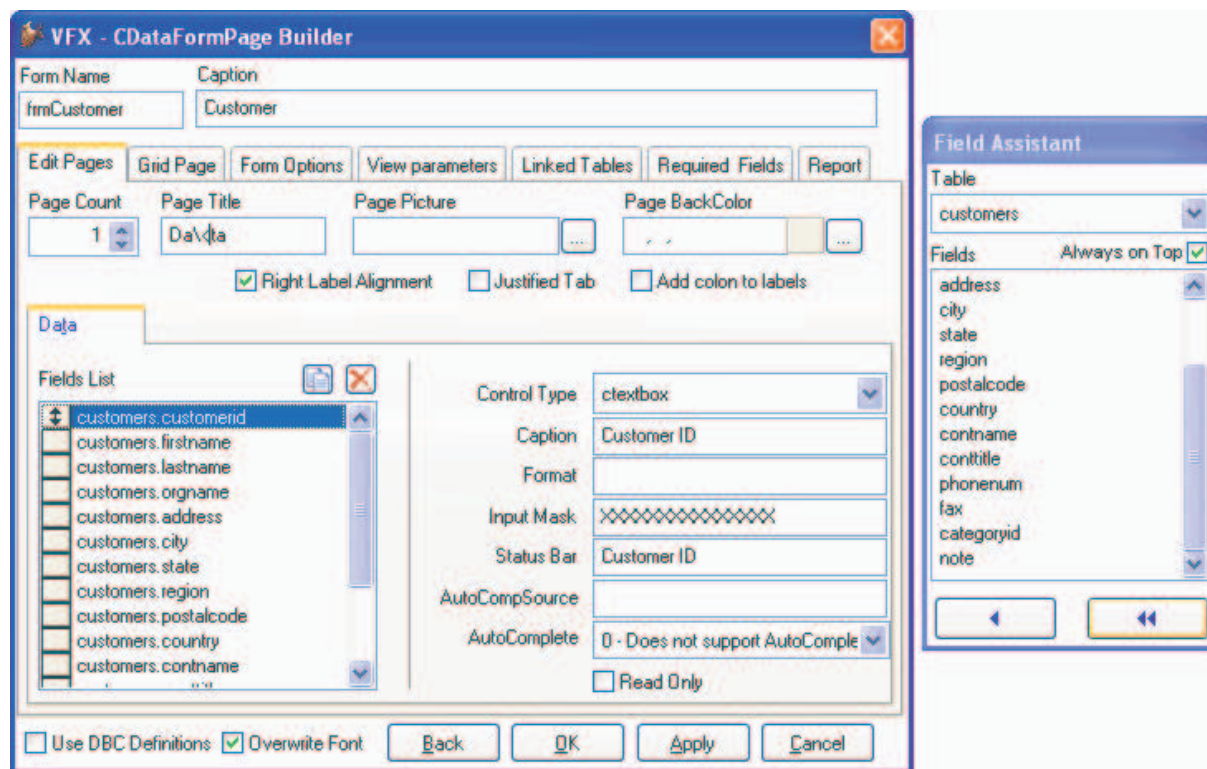 VFX - CDataFormPage Builder
Form Name Caption
frmCustomer Customer
Edit Pages Grid Page Form Options View parameters Linked Tables Required Fields Report
Page Count Page Title Page Picture Page BackColor
1 Da\<ta ... , , ...
Right Label Alignment Justified Tab Add colon to labels
Data
Fields List
customers.customerid
customers.firstname
customers.lastname
customers.orgname
customers.address
customers.city
customers.state
customers.region
customers.postalcode
customers.country
customers.contname
Control Type ctextbox
Caption Customer ID
Format
Input Mask XXXXXXXXXXXXXXX
Status Bar Customer ID
AutoCompSource
AutoComplete 0 - Does not support AutoComple
Read Only
Use DBC Definitions Overwrite Font Back OK Apply Cancel
Field Assistant
Table
customers
Fields Always on Top
address
city
state
region
postalcode
country
contname
conttitle
phonenum
fax
categoryid
note